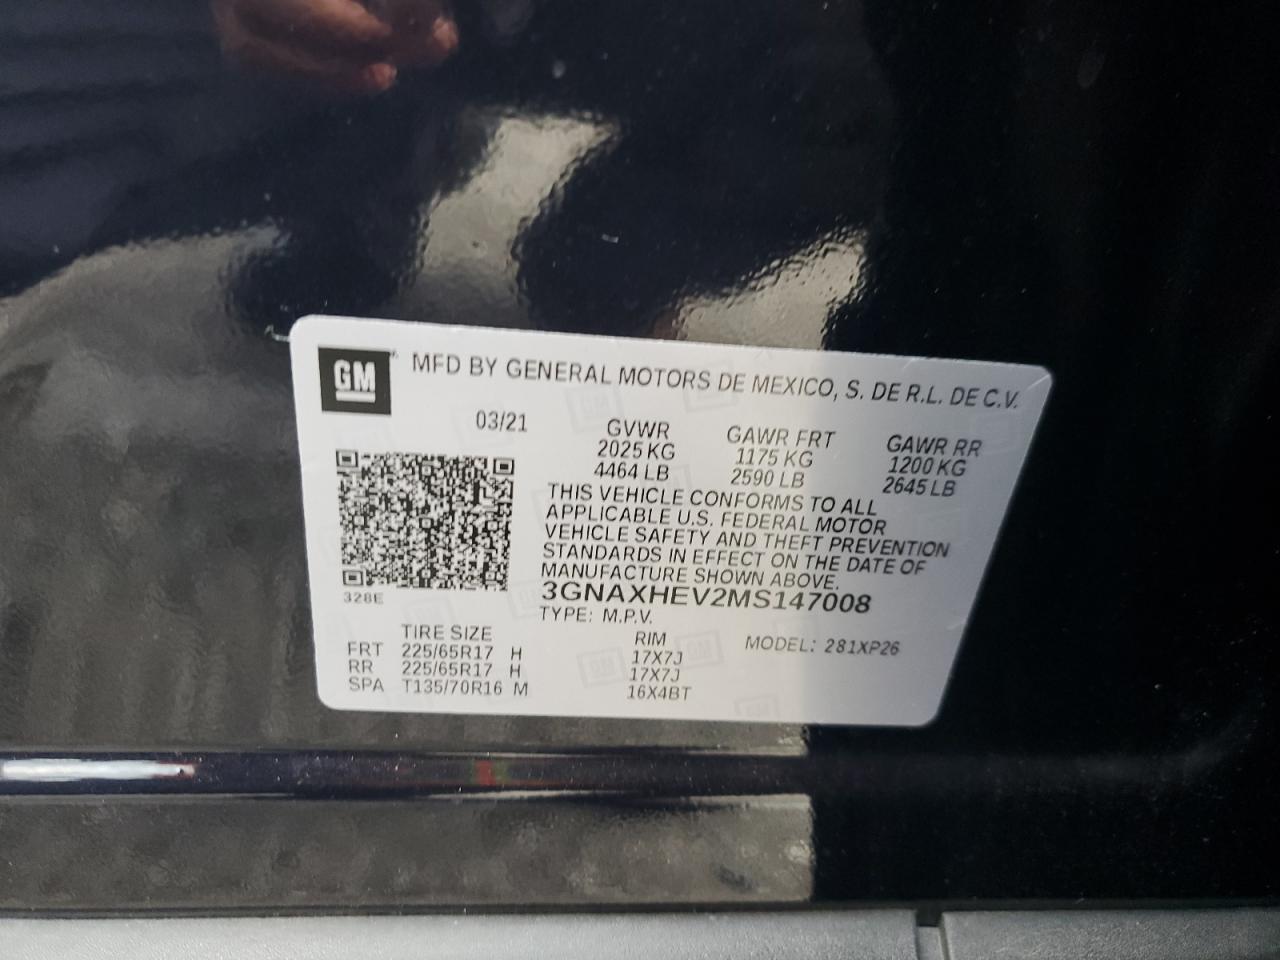 GM MFD BY GENERAL MOTORS DE MEXICO, S. DE R.L. DE C.V.
03/21 GVWR GAWR FRT GAWR RR
2025 KG 1175 KG 1200 KG
4464 LB 2590 LB 2645 LB
THIS VEHICLE CONFORMS TO ALL
APPLICABLE U.S. FEDERAL MOTOR
VEHICLE SAFETY AND THEFT PREVENTION
STANDARDS IN EFFECT ON THE DATE OF
MANUFACTURE SHOWN ABOVE.
328E 3GNAXHEV2MS147008
TYPE: M.P.V.
TIRE SIZE RIM MODEL: 281XP26
FRT 225/65R17 H 17X7J
RR 225/65R17 H 17X7J
SPA T135/70R16 M 16X4BT